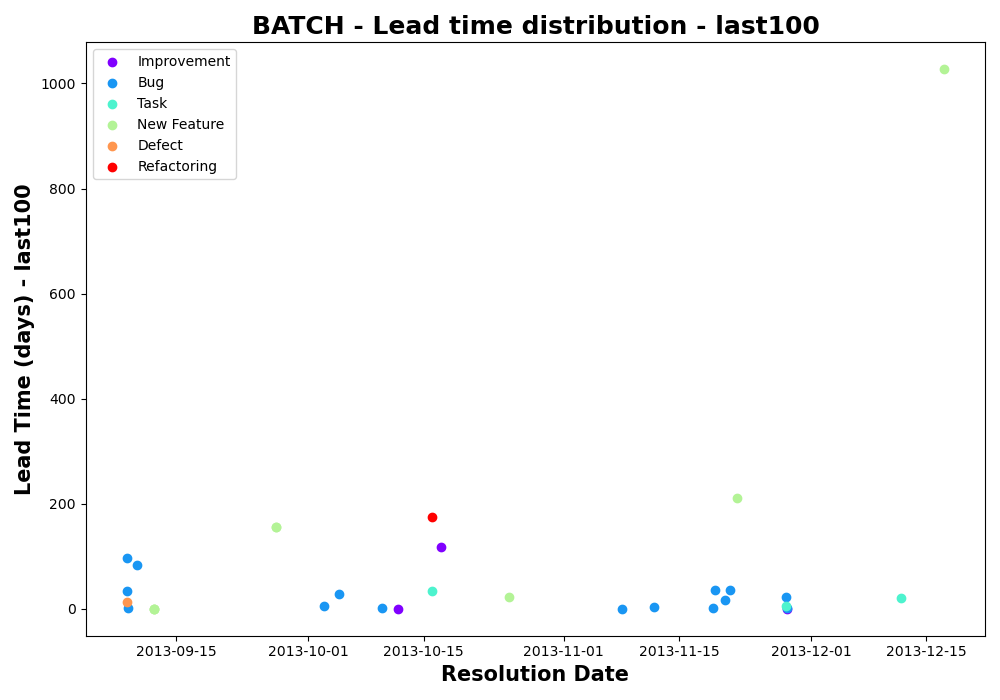 BATCH - Lead time distribution - last100
Improvement
Bug
Task
New Feature
Defect
Refactoring
Lead Time (days) - last100
1000
800
600
400
200
0
2013-09-15 2013-10-01 2013-10-15 2013-11-01 2013-11-15 2013-12-01 2013-12-15
Resolution Date